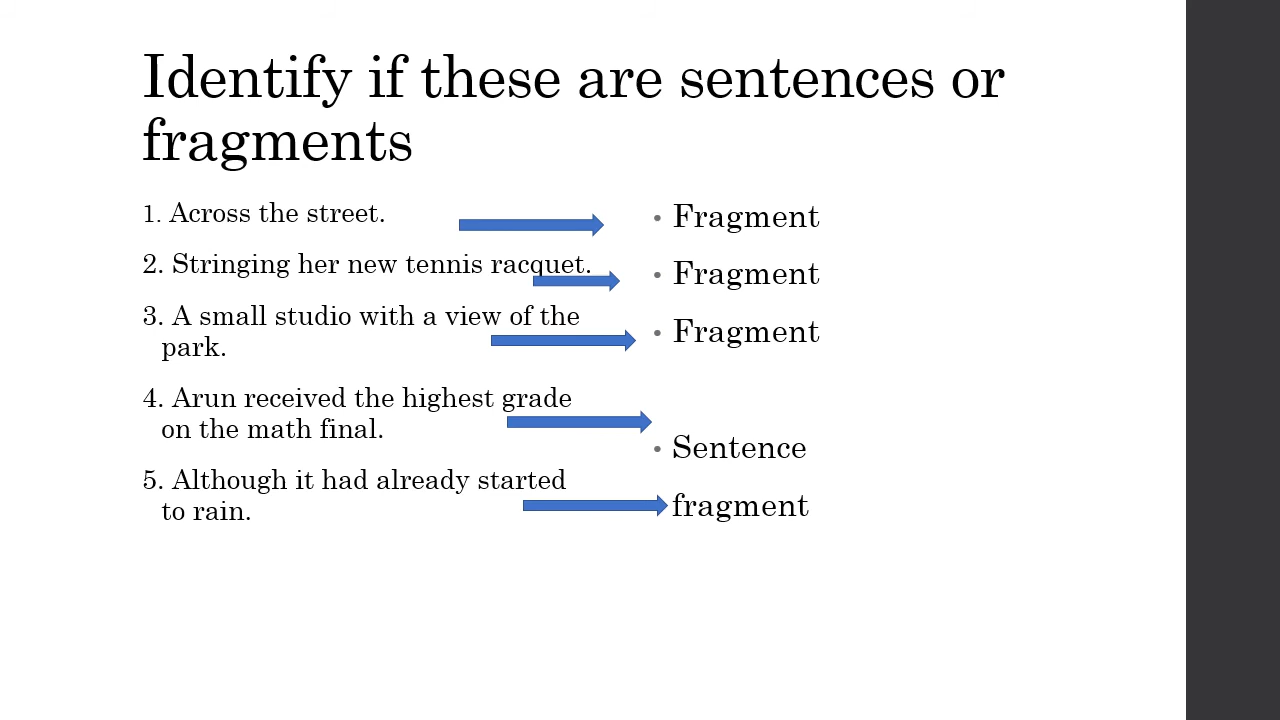 Identify if these are sentences or
fragments
1. Across the street.
2. Stringing her new tennis racquet.
3. A small studio with a view of the
park.
4. Arun received the highest grade
on the math final.
5. Although it had already started
to rain.
• Fragment
• Fragment
• Fragment
• Sentence
fragment